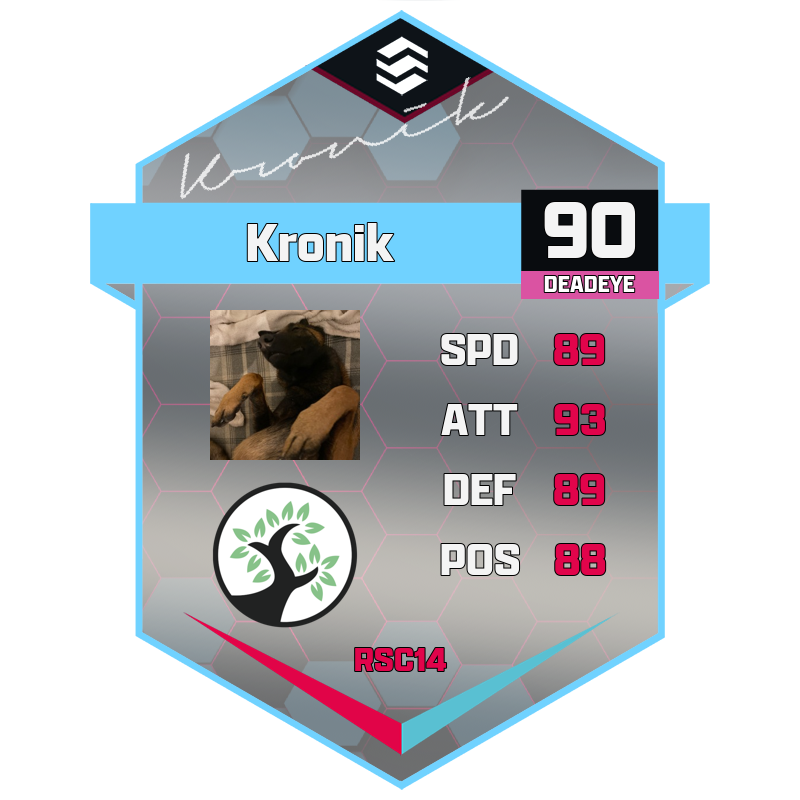 Kronik
Kronik
90
DEADEYE
SPD 89
ATT 93
DEF 89
POS 88
RSC14